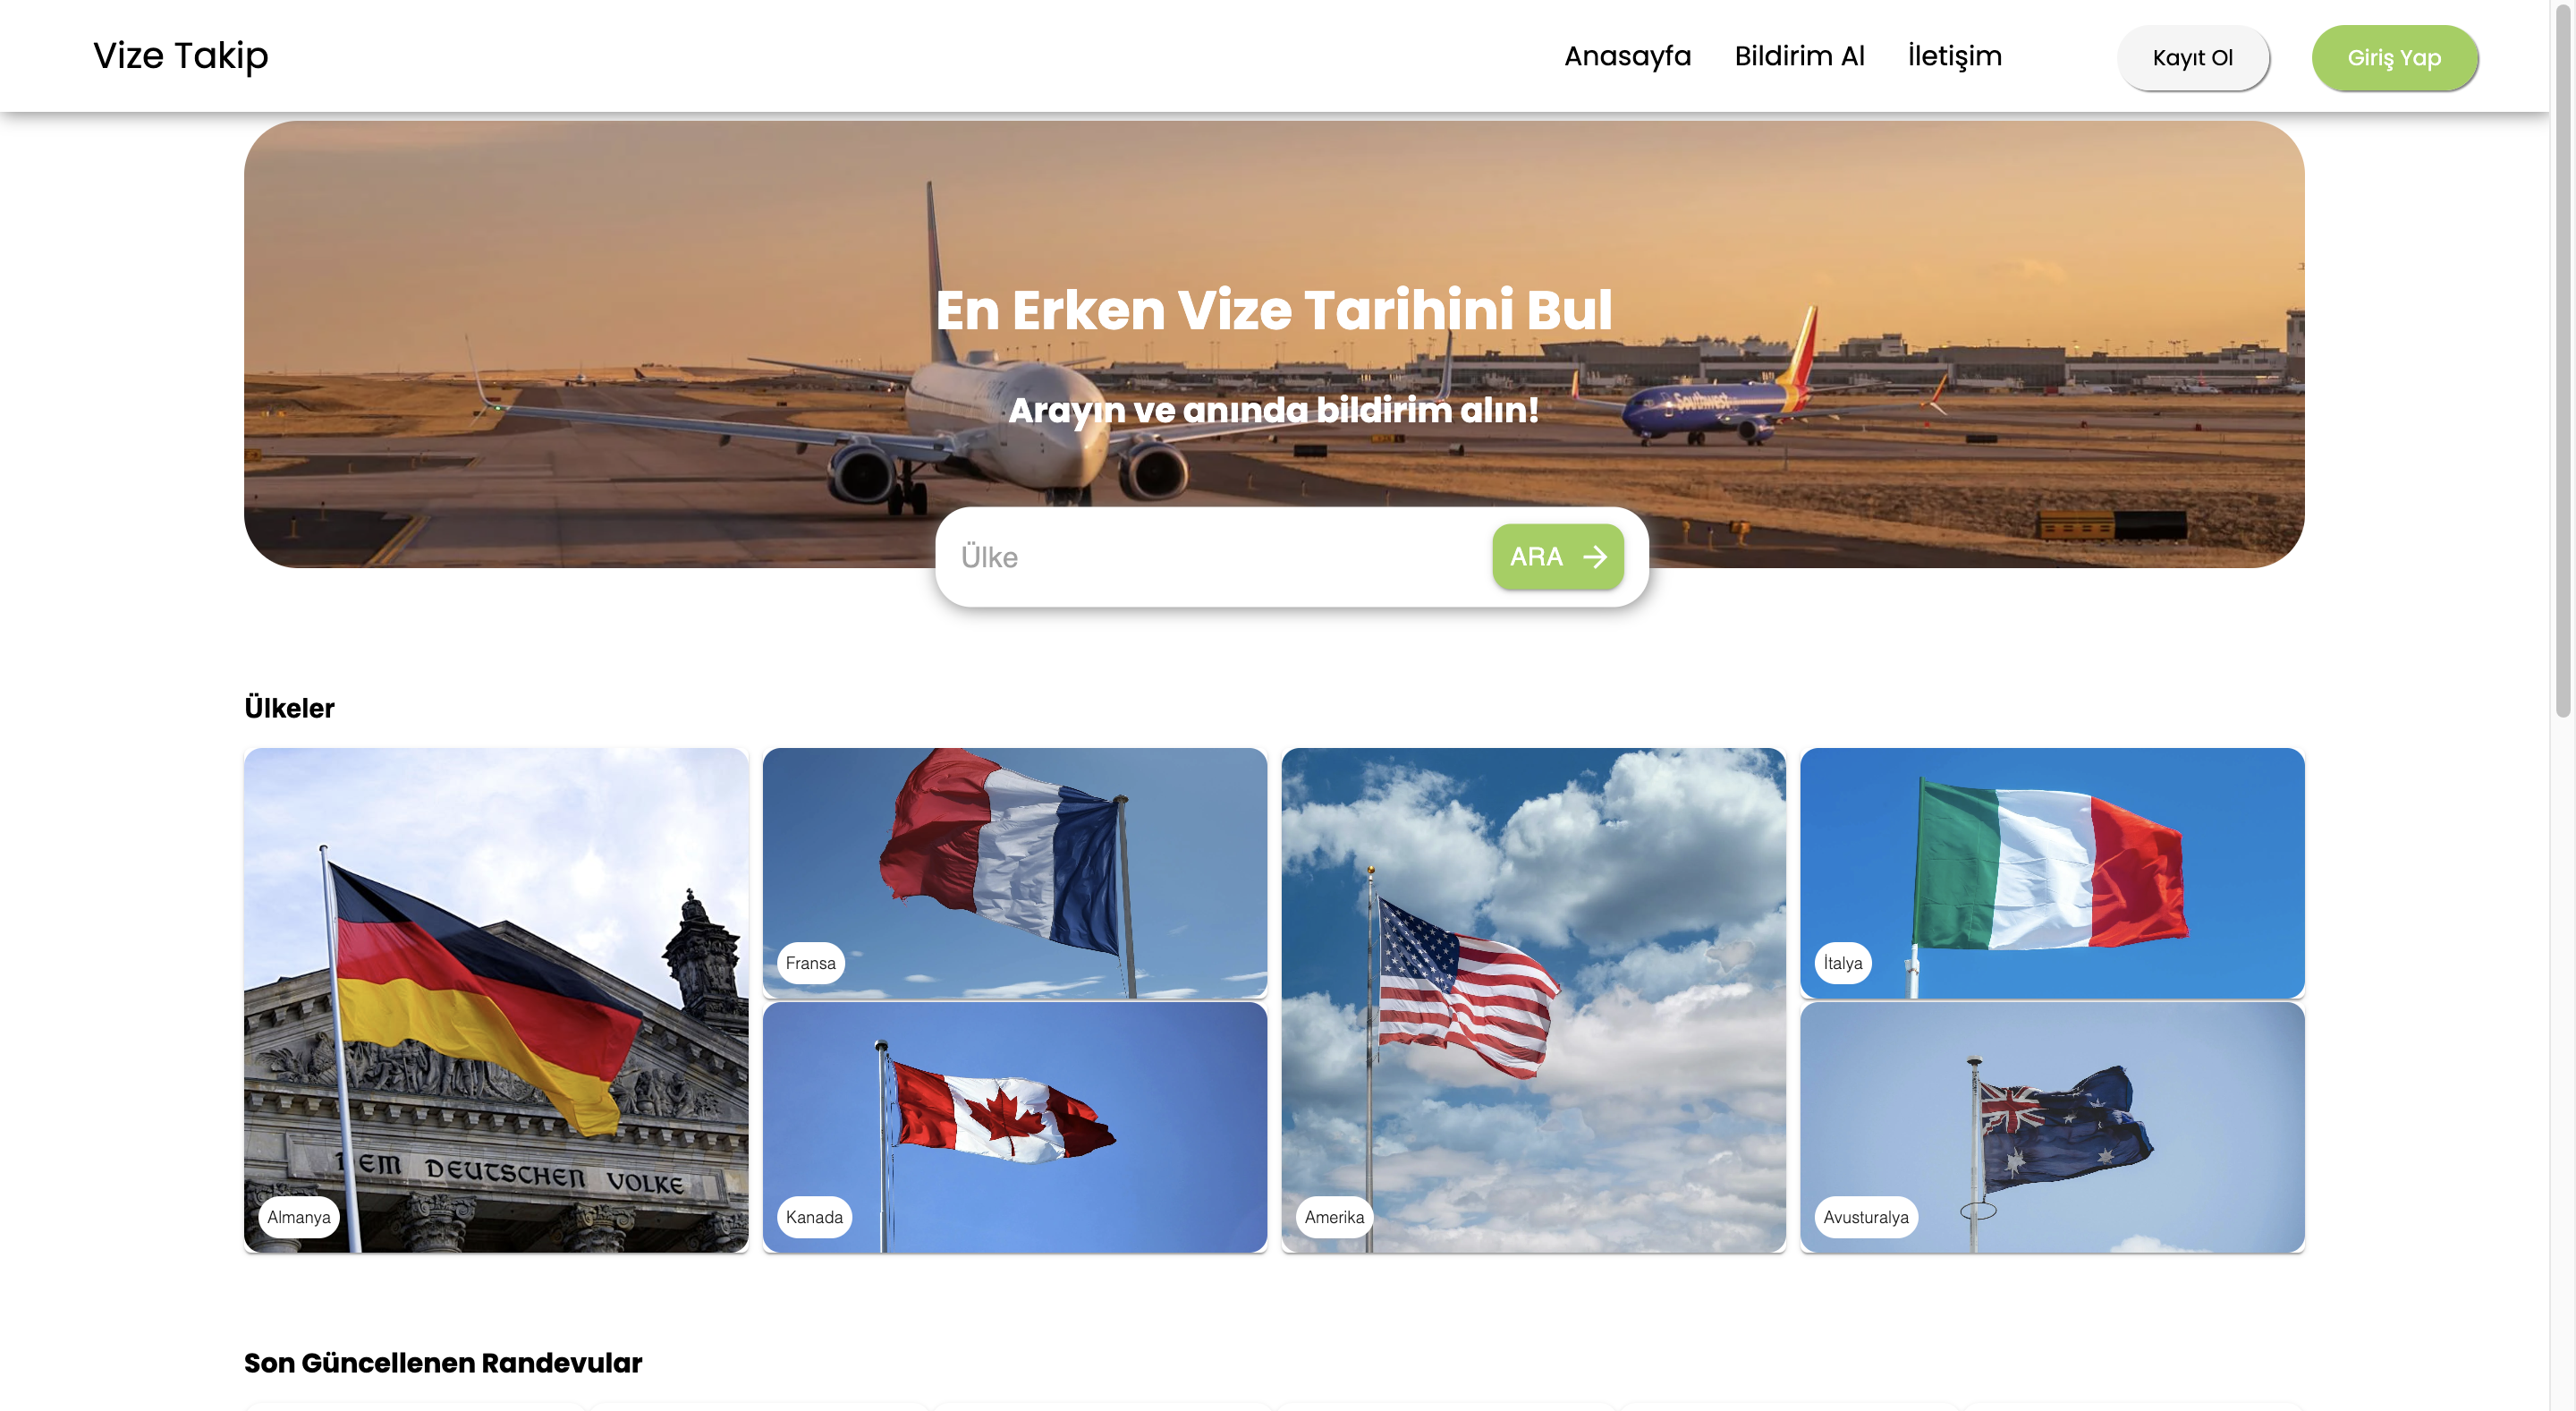 Vize Takip
Anasayfa Bildirim Al İletişim Kayıt Ol Giriş Yap
En Erken Vize Tarihini Bul
Arayın ve anında bildirim alın!
Southwest
Ülke ARA
Ülkeler
DEM DEUTSCHEN VOLKE
Fransa
İtalya
Almanya
Kanada
Amerika
Avusturalya
Son Güncellenen Randevular